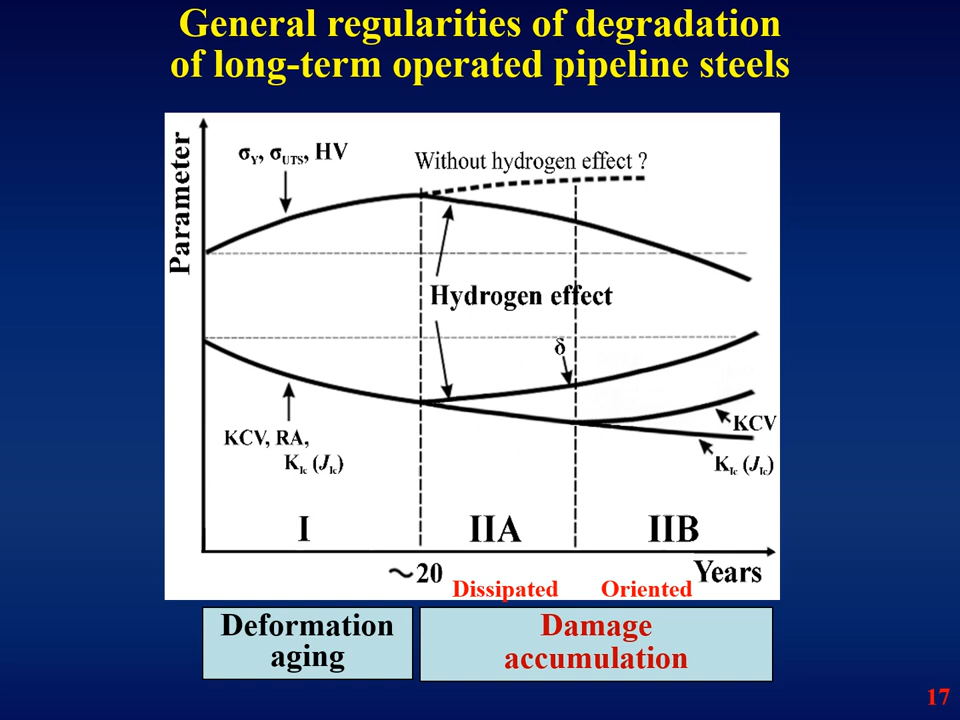 General regularities of degradation
of long-term operated pipeline steels
Parameter
σY, σUTS, HV
Without hydrogen effect ?
Hydrogen effect
δ
KCV, RA,
KIc (JIc)
KCV
KIc (JIc)
I
IIA
IIB
~20
Years
Dissipated
Oriented
Deformation
aging
Damage
accumulation
17